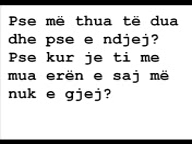 Pse më thua të dua
dhe pse e ndjej?
Pse kur je ti me
mua erën e saj më
nuk e gjej?